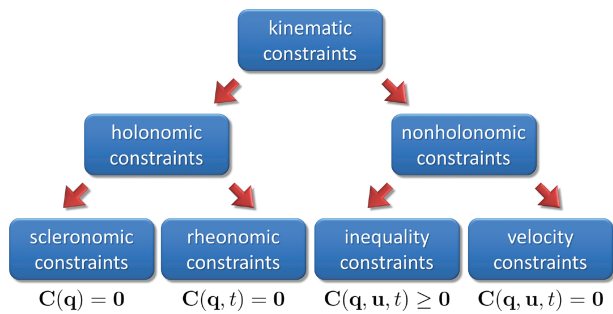 kinematic
constraints
holonomic
constraints
nonholonomic
constraints
scleronomic
constraints
rheonomic
constraints
inequality
constraints
velocity
constraints
C(q) = 0
C(q, t) = 0
C(q, u, t) ≥ 0
C(q, u, t) = 0